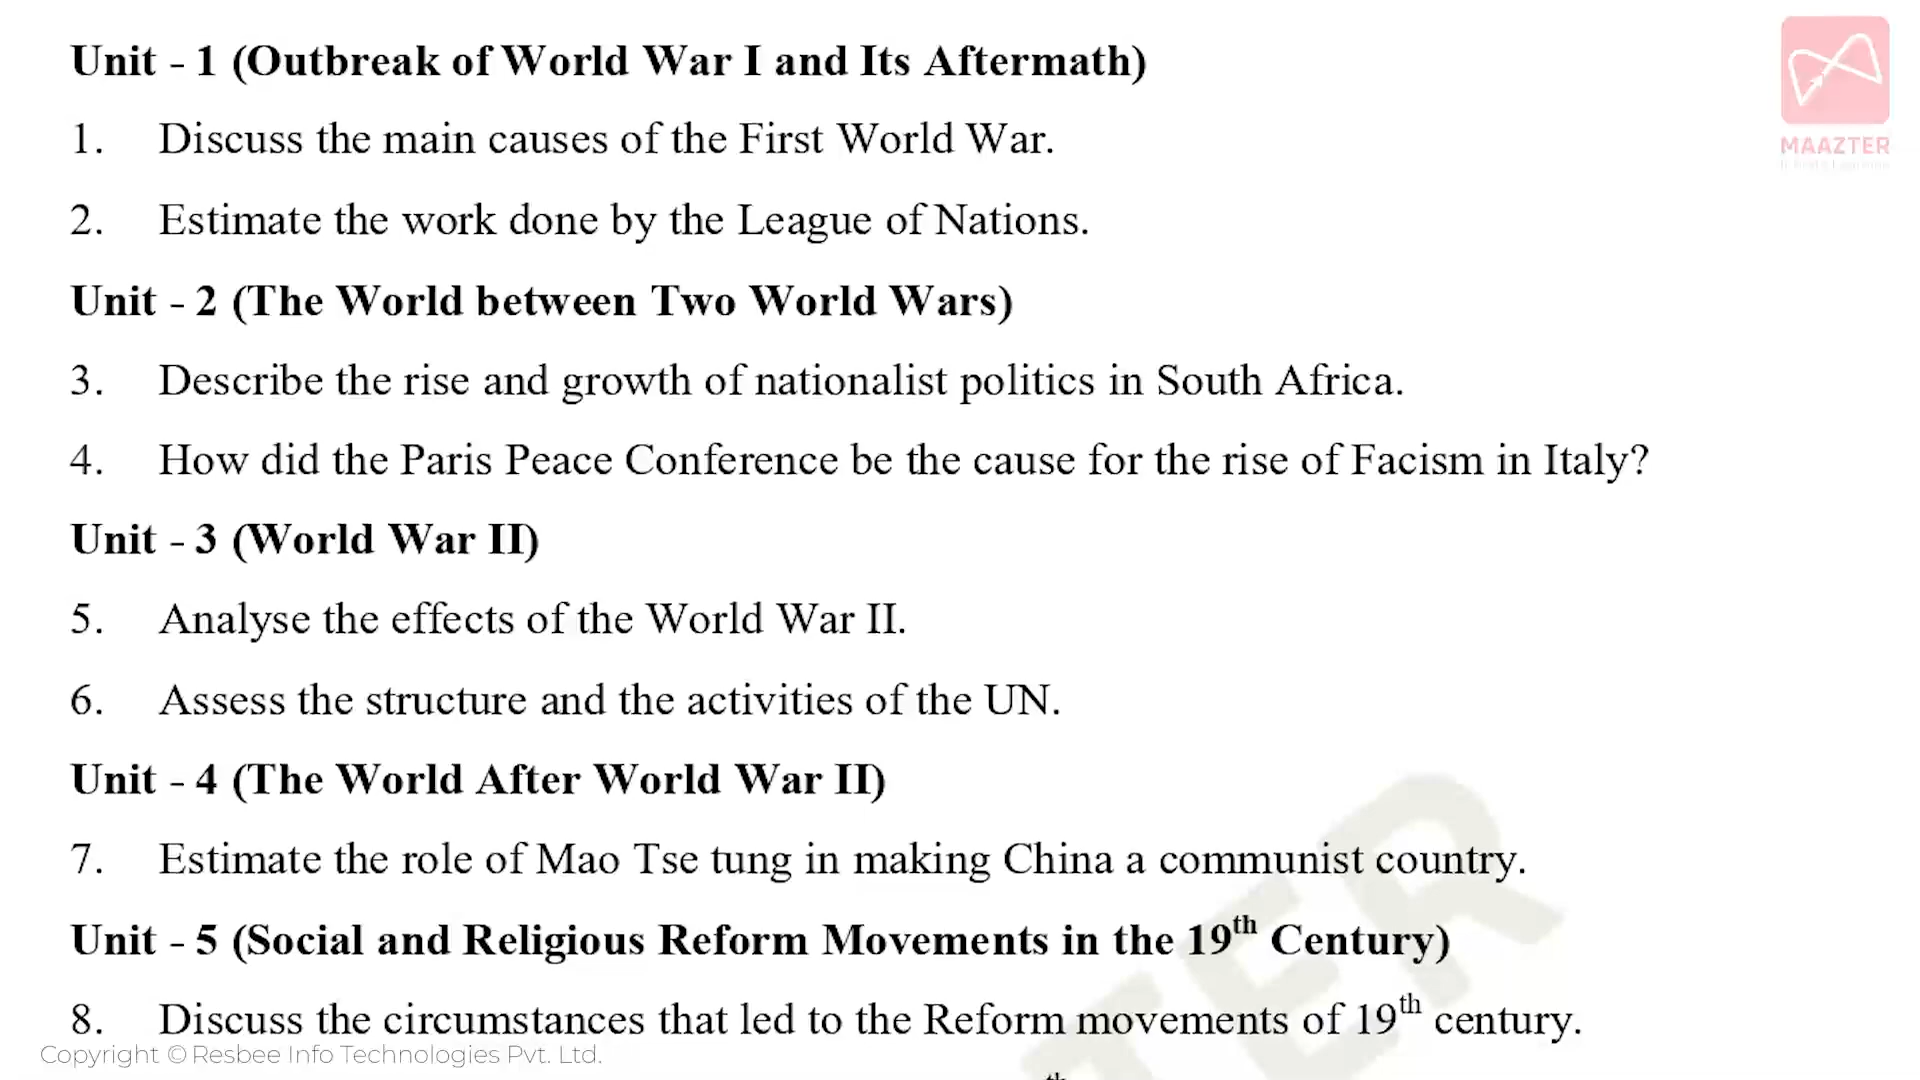 Unit - 1 (Outbreak of World War I and Its Aftermath)
1. Discuss the main causes of the First World War.
2. Estimate the work done by the League of Nations.
Unit - 2 (The World between Two World Wars)
3. Describe the rise and growth of nationalist politics in South Africa.
4. How did the Paris Peace Conference be the cause for the rise of Facism in Italy?
Unit - 3 (World War II)
5. Analyse the effects of the World War II.
6. Assess the structure and the activities of the UN.
Unit - 4 (The World After World War II)
7. Estimate the role of Mao Tse tung in making China a communist country.
Unit - 5 (Social and Religious Reform Movements in the 19th Century)
8. Discuss the circumstances that led to the Reform movements of 19th century.
th
Copyright © Resbee Info Technologies Pvt. Ltd.
MAAZTER
TER